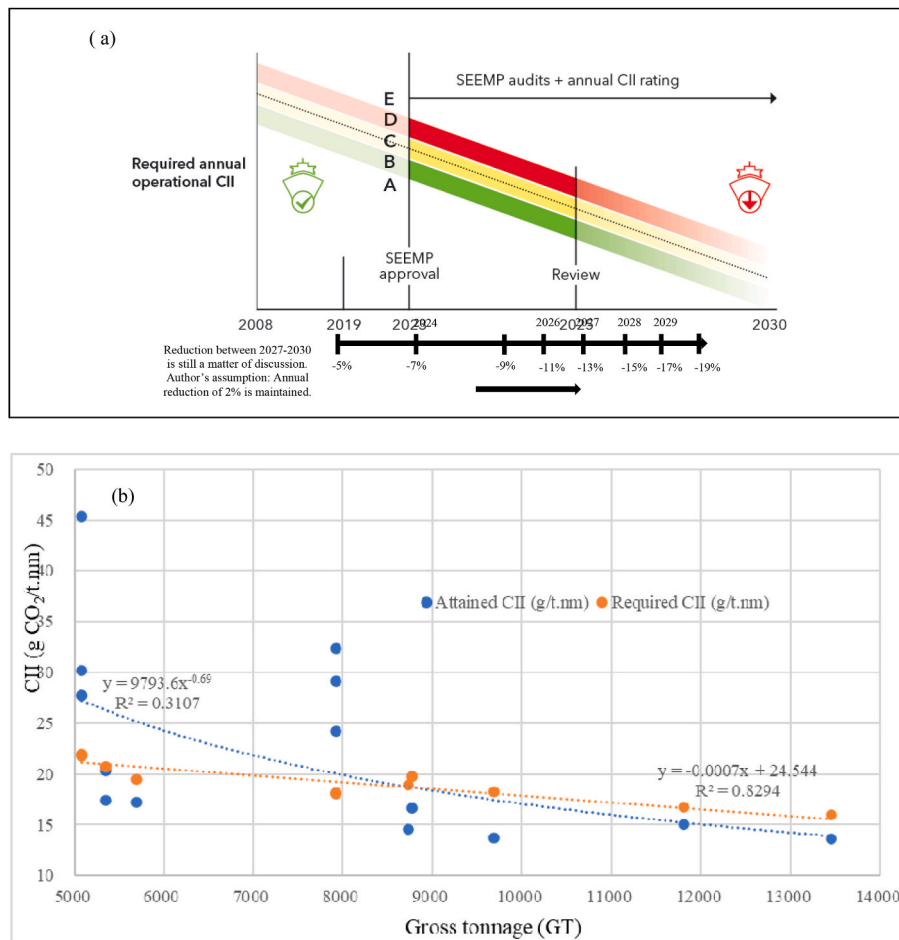 ( a)
SEEMP audits + annual CII rating
E
D
C
B
A
Required annual
operational CII
SEEMP
approval
Review
2008 2019 2023 2025 2030
2024 2026 2027 2028 2029
Reduction between 2027-2030
is still a matter of discussion.
Author's assumption: Annual
reduction of 2% is maintained.
-5% -7% -9% -11% -13% -15% -17% -19%
(b)
CII (g CO2/t.nm)
50
45
40
35
30
25
20
15
10
Attained CII (g/t.nm) Required CII (g/t.nm)
y = 9793.6x^-0.69
R² = 0.3107
y = -0.0007x + 24.544
R² = 0.8294
5000 6000 7000 8000 9000 10000 11000 12000 13000 14000
Gross tonnage (GT)